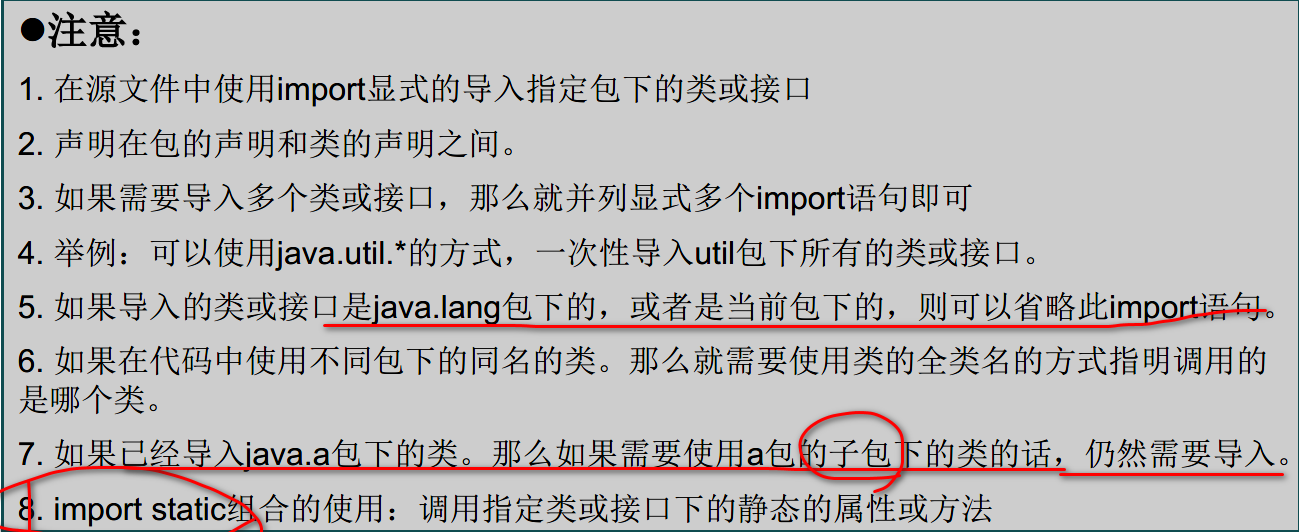 ●注意：
1. 在源文件中使用import显式的导入指定包下的类或接口
2. 声明在包的声明和类的声明之间。
3. 如果需要导入多个类或接口，那么就并列显式多个import语句即可
4. 举例：可以使用java.util.*的方式，一次性导入util包下所有的类或接口。
5. 如果导入的类或接口是java.lang包下的，或者是当前包下的，则可以省略此import语句。
6. 如果在代码中使用不同包下的同名的类。那么就需要使用类的全类名的方式指明调用的
是哪个类。
7. 如果已经导入java.a包下的类。那么如果需要使用a包的子包下的类的话，仍然需要导入。
8. import static组合的使用：调用指定类或接口下的静态的属性或方法